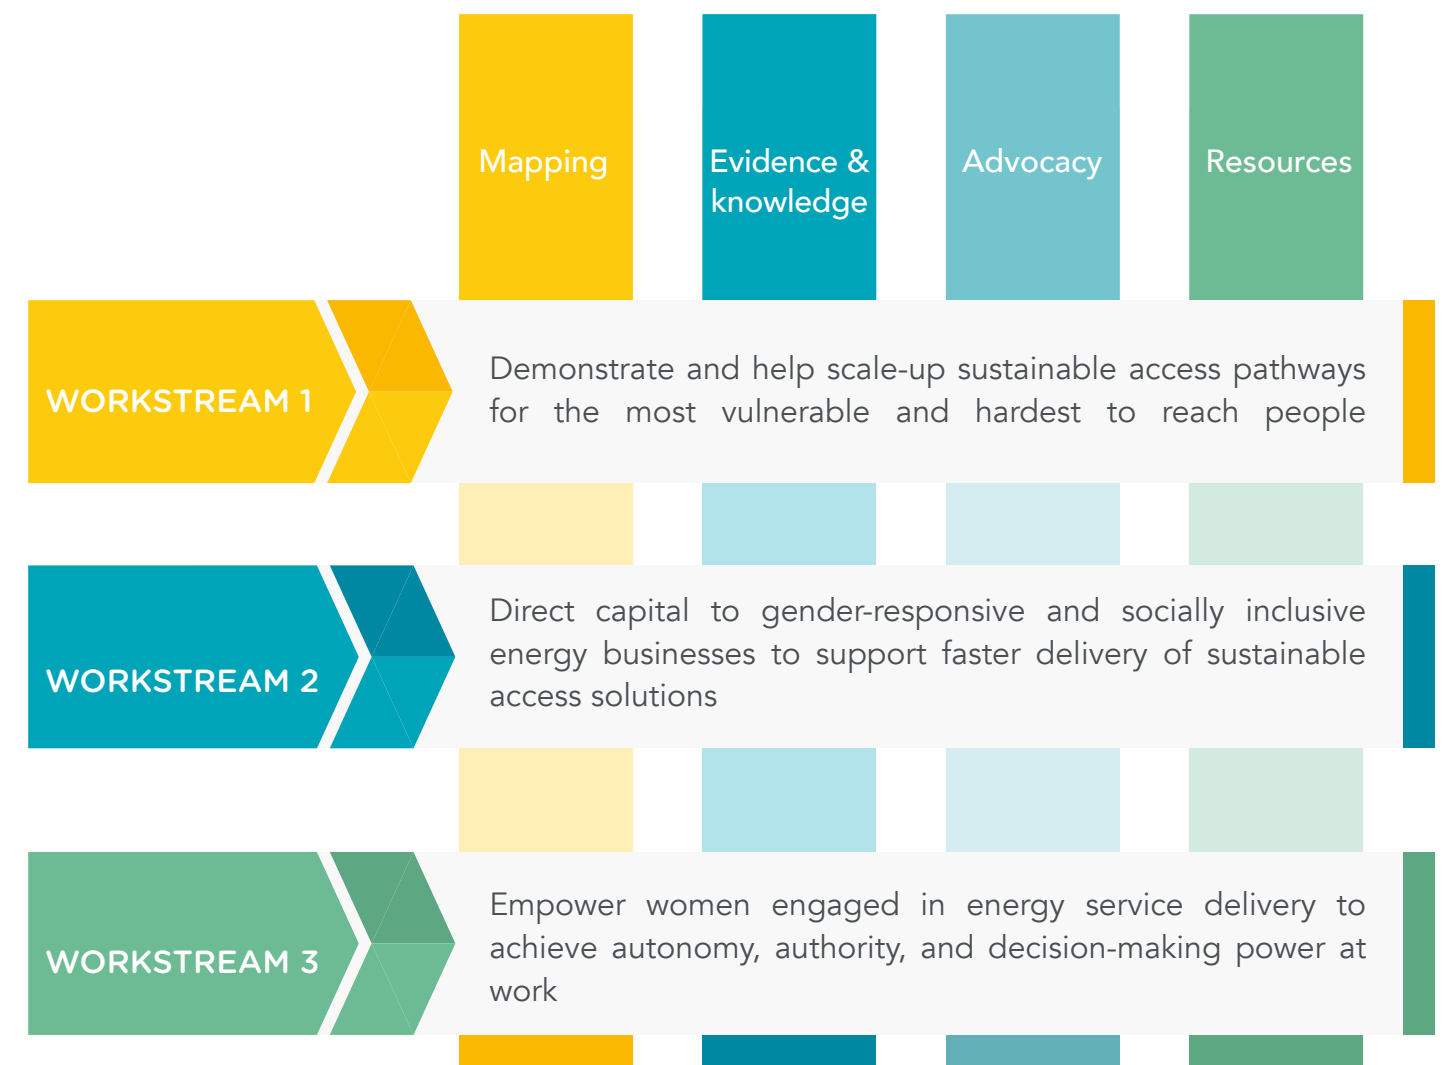 Mapping
Evidence &
knowledge
Advocacy
Resources
WORKSTREAM 1
Demonstrate and help scale-up sustainable access pathways
for the most vulnerable and hardest to reach people
WORKSTREAM 2
Direct capital to gender-responsive and socially inclusive
energy businesses to support faster delivery of sustainable
access solutions
WORKSTREAM 3
Empower women engaged in energy service delivery to
achieve autonomy, authority, and decision-making power at
work